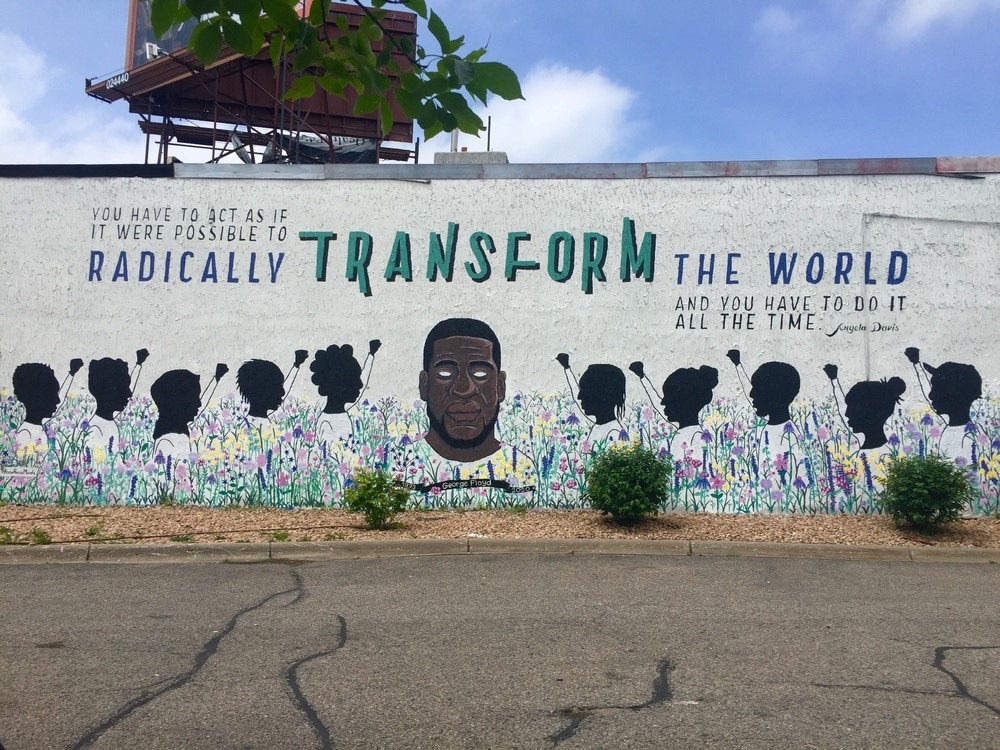 024440
YOU HAVE TO ACT AS IF
IT WERE POSSIBLE TO
RADICALLY TRANSFORM THE WORLD
AND YOU HAVE TO DO IT
ALL THE TIME. Angela Davis
George Floyd